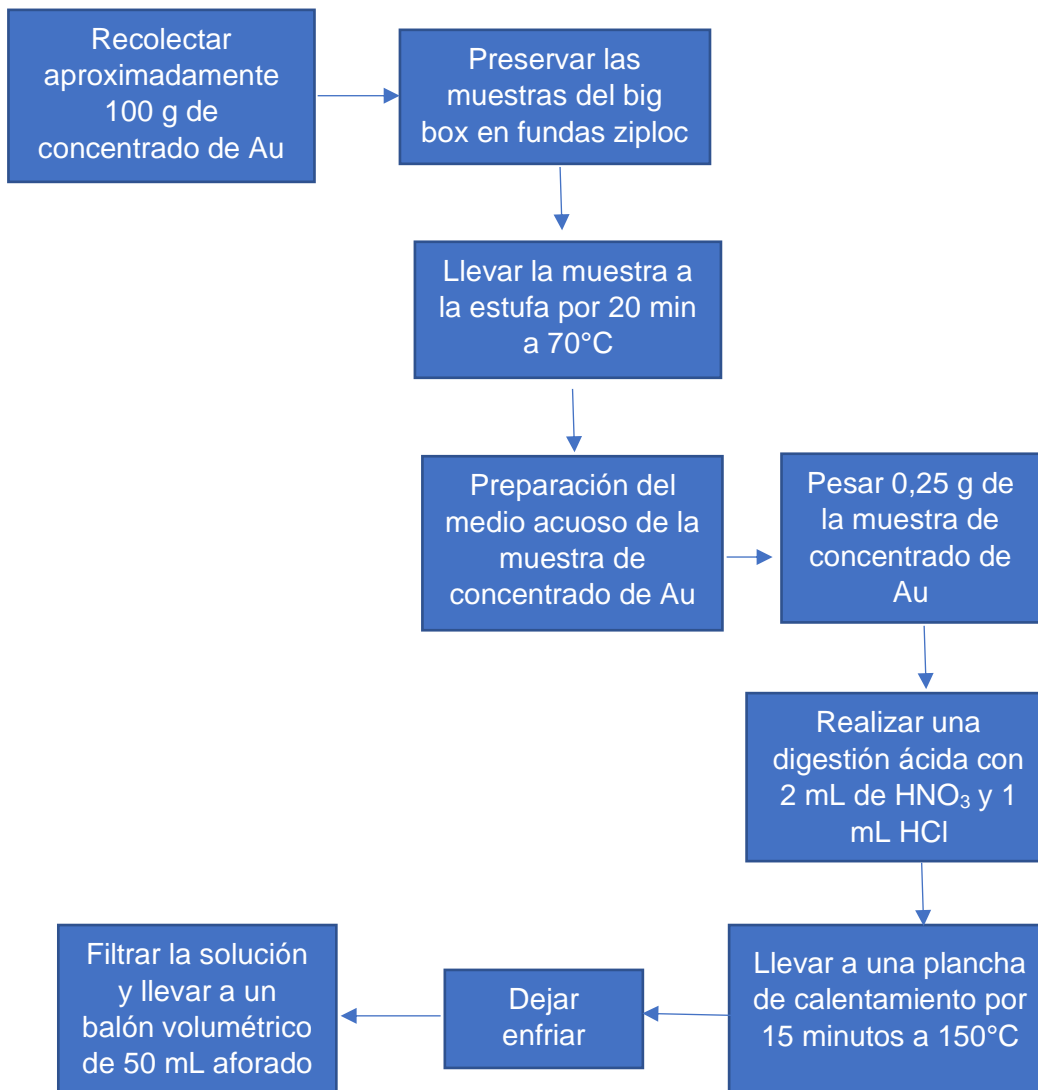 Recolectar
aproximadamente
100 g de
concentrado de Au
Preservar las
muestras del big
box en fundas ziploc
Llevar la muestra a
la estufa por 20 min
a 70°C
Preparación del
medio acuoso de la
muestra de
concentrado de Au
Pesar 0,25 g de
la muestra de
concentrado de
Au
Realizar una
digestión ácida con
2 mL de HNO₃ y 1
mL HCl
Llevar a una plancha
de calentamiento por
15 minutos a 150°C
Dejar
enfriar
Filtrar la solución
y llevar a un
balón volumétrico
de 50 mL aforado